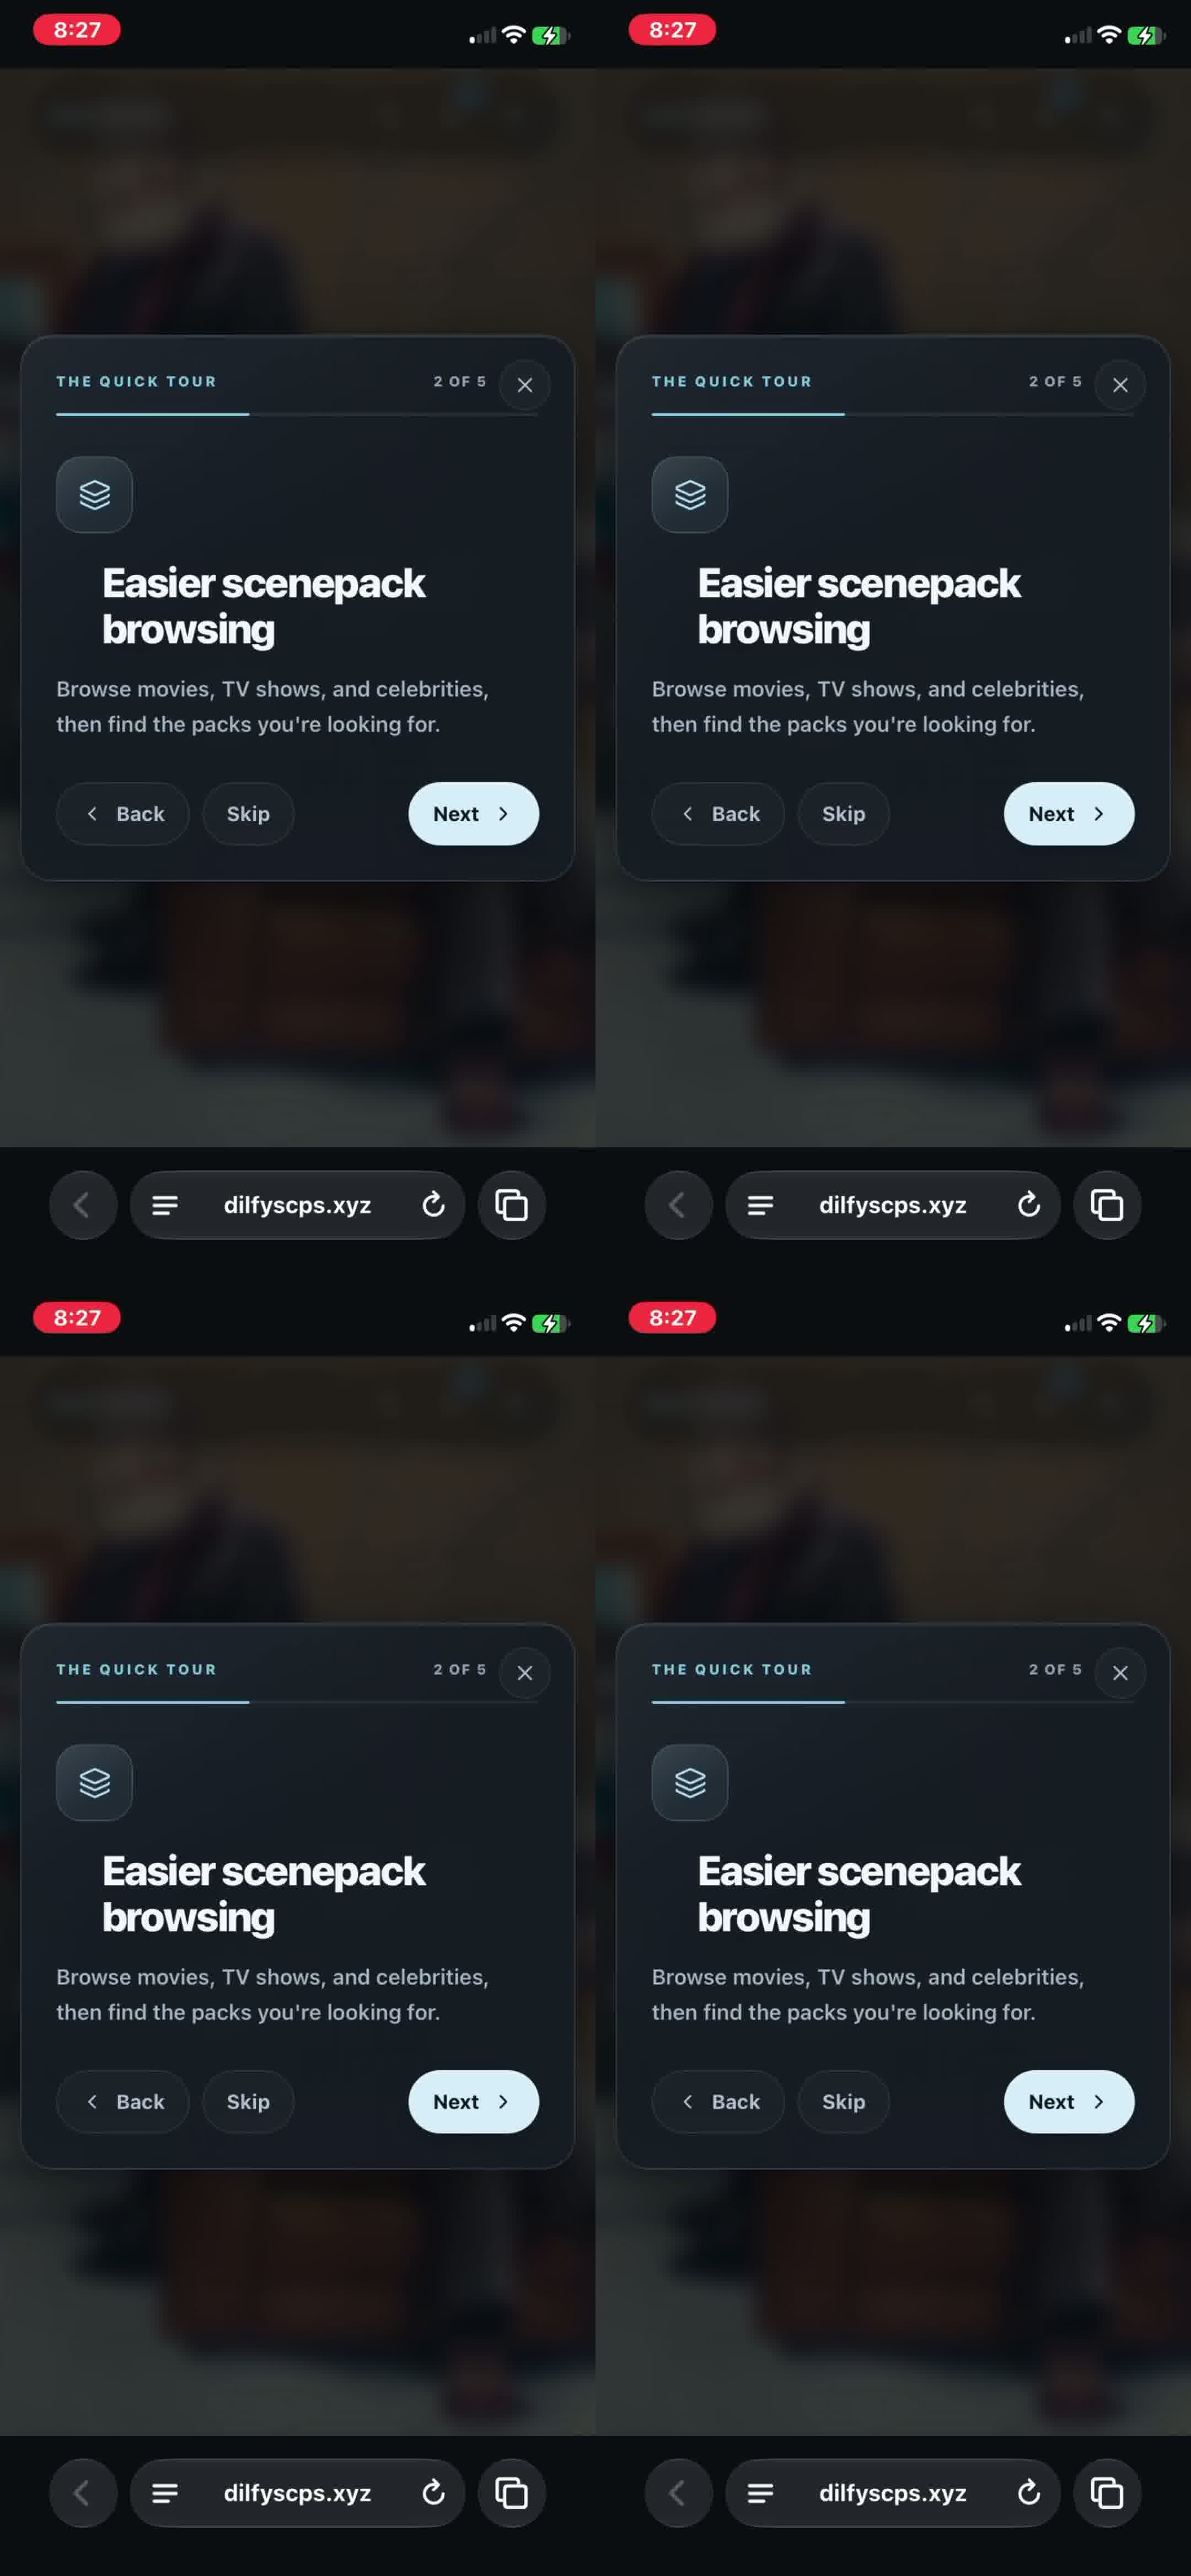 8:27
THE QUICK TOUR 2 OF 5
Easier scenepack
browsing
Browse movies, TV shows, and celebrities,
then find the packs you're looking for.
Back Skip Next
dilfyscps.xyz
8:27
THE QUICK TOUR 2 OF 5
Easier scenepack
browsing
Browse movies, TV shows, and celebrities,
then find the packs you're looking for.
Back Skip Next
dilfyscps.xyz
8:27
THE QUICK TOUR 2 OF 5
Easier scenepack
browsing
Browse movies, TV shows, and celebrities,
then find the packs you're looking for.
Back Skip Next
dilfyscps.xyz
8:27
THE QUICK TOUR 2 OF 5
Easier scenepack
browsing
Browse movies, TV shows, and celebrities,
then find the packs you're looking for.
Back Skip Next
dilfyscps.xyz